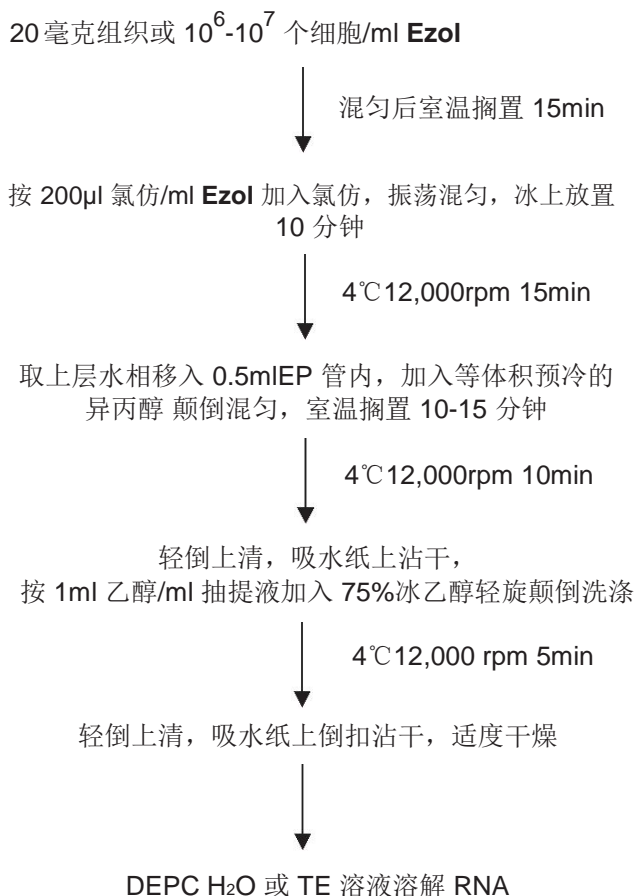 20毫克组织或 10⁶-10⁷ 个细胞/ml Ezol
混匀后室温搁置 15min
按 200μl 氯仿/ml Ezol 加入氯仿，振荡混匀，冰上放置
10 分钟
4℃12,000rpm 15min
取上层水相移入 0.5mlEP 管内，加入等体积预冷的
异丙醇 颠倒混匀，室温搁置 10-15 分钟
4℃12,000rpm 10min
轻倒上清，吸水纸上沾干，
按 1ml 乙醇/ml 抽提液加入 75%冰乙醇轻旋颠倒洗涤
4℃12,000 rpm 5min
轻倒上清，吸水纸上倒扣沾干，适度干燥
DEPC H₂O 或 TE 溶液溶解 RNA